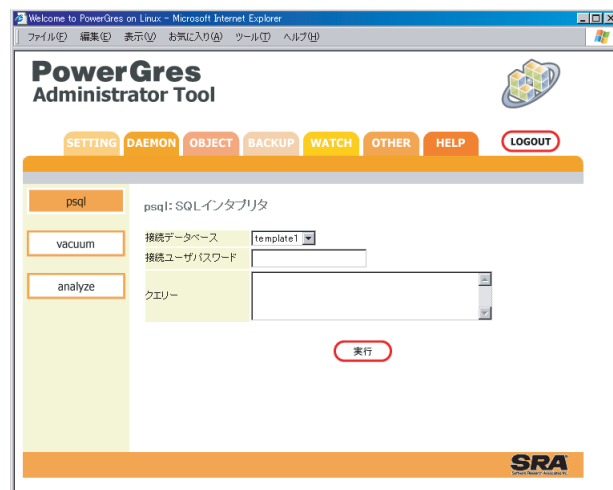 Welcome to PowerGres on Linux - Microsoft Internet Explorer
ファイル(F) 編集(E) 表示(V) お気に入り(A) ツール(T) ヘルプ(H)
PowerGres
Administrator Tool
SETTING DAEMON OBJECT BACKUP WATCH OTHER HELP LOGOUT
psql
psql:SQLインタプリタ
vacuum
接続データベース template1
接続ユーザパスワード
analyze
クエリー
実行
SRA